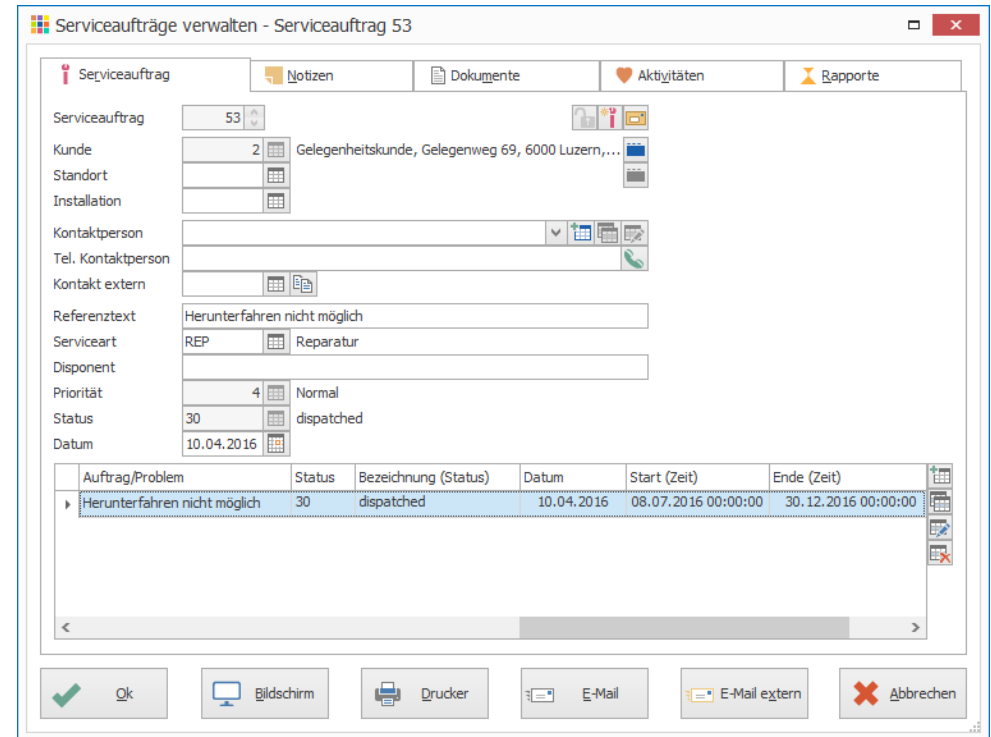 Serviceaufträge verwalten - Serviceauftrag 53
Serviceauftrag Notizen Dokumente Aktivitäten Rapporte
Serviceauftrag 53
Kunde 2 Gelegenheitskunde, Gelegenweg 69, 6000 Luzern,...
Standort
Installation
Kontaktperson
Tel. Kontaktperson
Kontakt extern
Referenztext Herunterfahren nicht möglich
Serviceart REP Reparatur
Disponent
Priorität 4 Normal
Status 30 dispatched
Datum 10.04.2016
Auftrag/Problem Status Bezeichnung (Status) Datum Start (Zeit) Ende (Zeit)
Herunterfahren nicht möglich 30 dispatched 10.04.2016 08.07.2016 00:00:00 30.12.2016 00:00:00
Ok Bildschirm Drucker E-Mail E-Mail extern Abbrechen